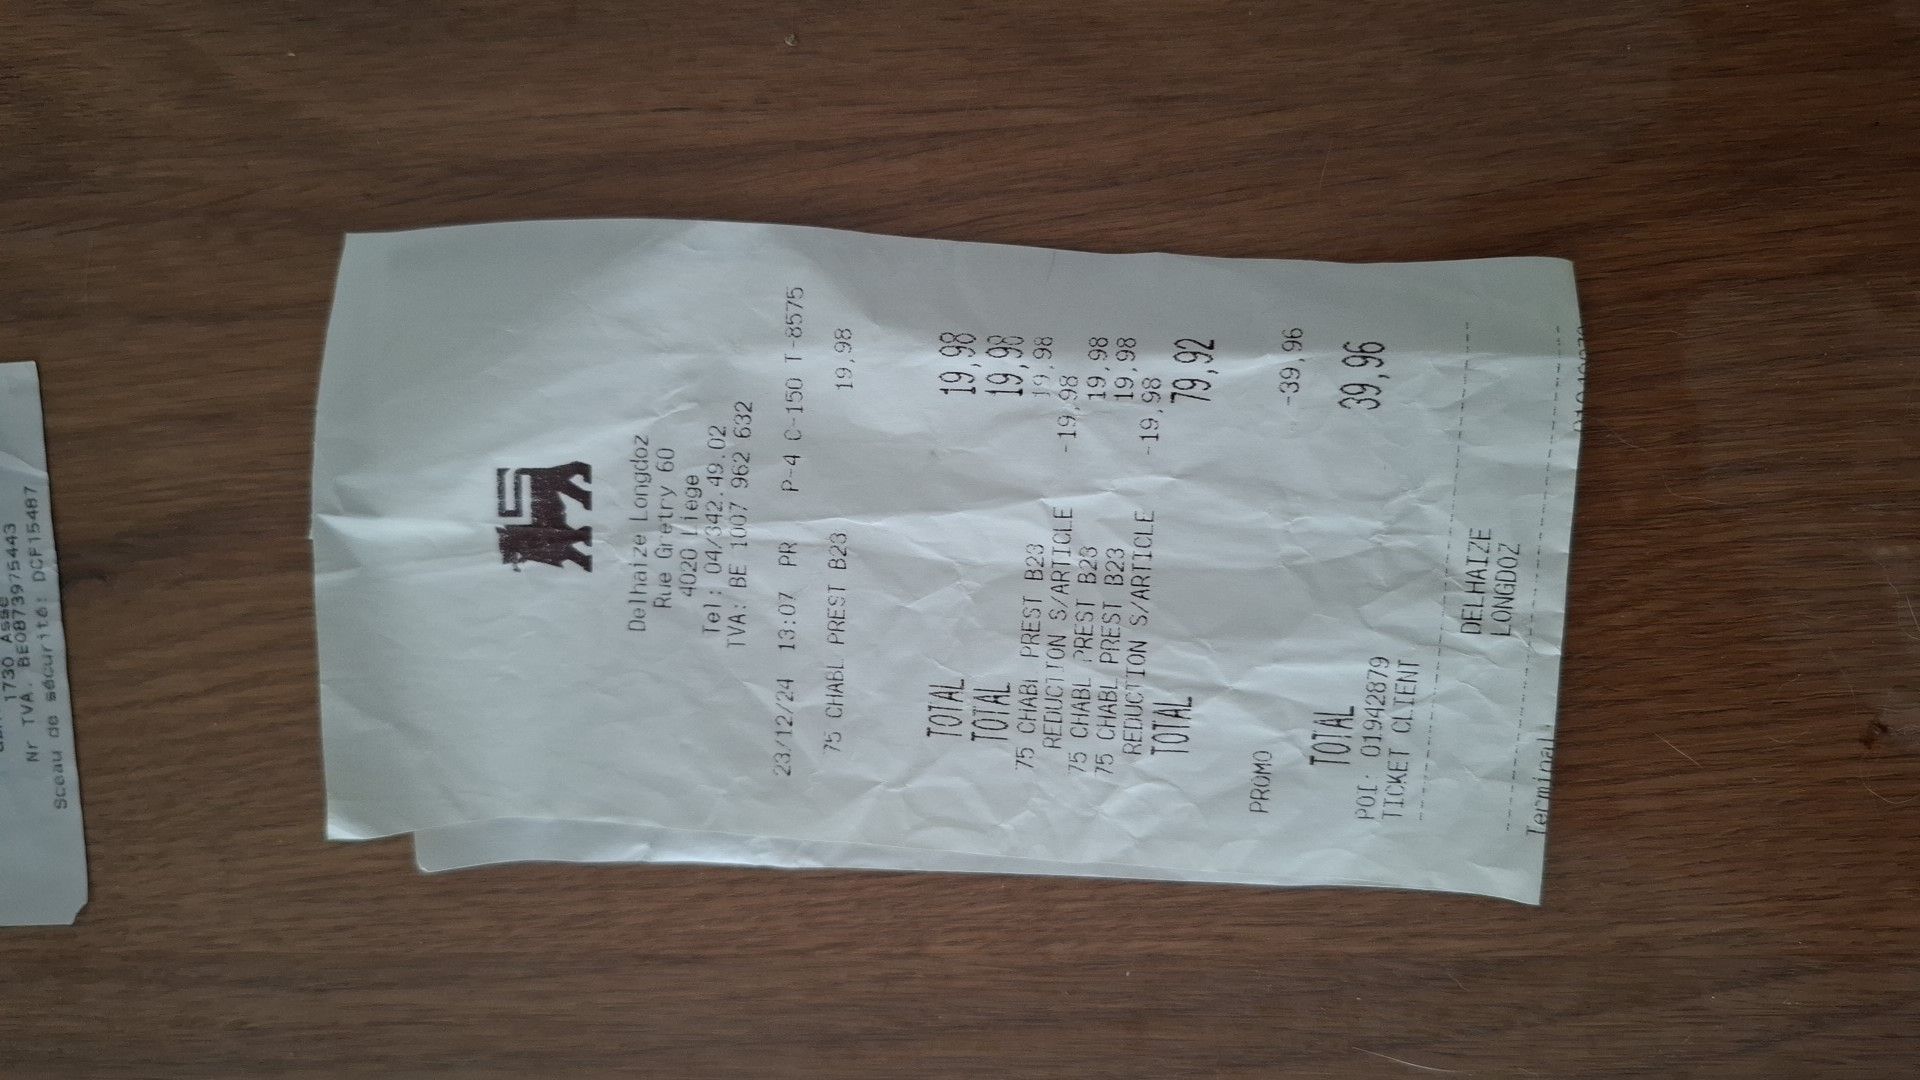 1730 Asse
Nr TVA. BE0873975443
Sceau de sécurité: DCF15487
Delhaize Longdoz
Rue Gretry 60
4020 Liege
Tel: 04/342.49.02
TVA: BE 1007 962 632
23/12/24 13:07 PR P-4 C-150 T-8575
75 CHABL PREST B23 19,98
TOTAL 19,98
TOTAL 19,98
75 CHABL PREST B23 19,98
REDUCTION S/ARTICLE -19,98
75 CHABL PREST B23 19,98
75 CHABL PREST B23 19,98
REDUCTION S/ARTICLE -19,98
TOTAL 79,92
PROMO -39,96
TOTAL 39,96
POI: 01942879
TICKET CLIENT
DELHAIZE
LONGDOZ
Terminal: